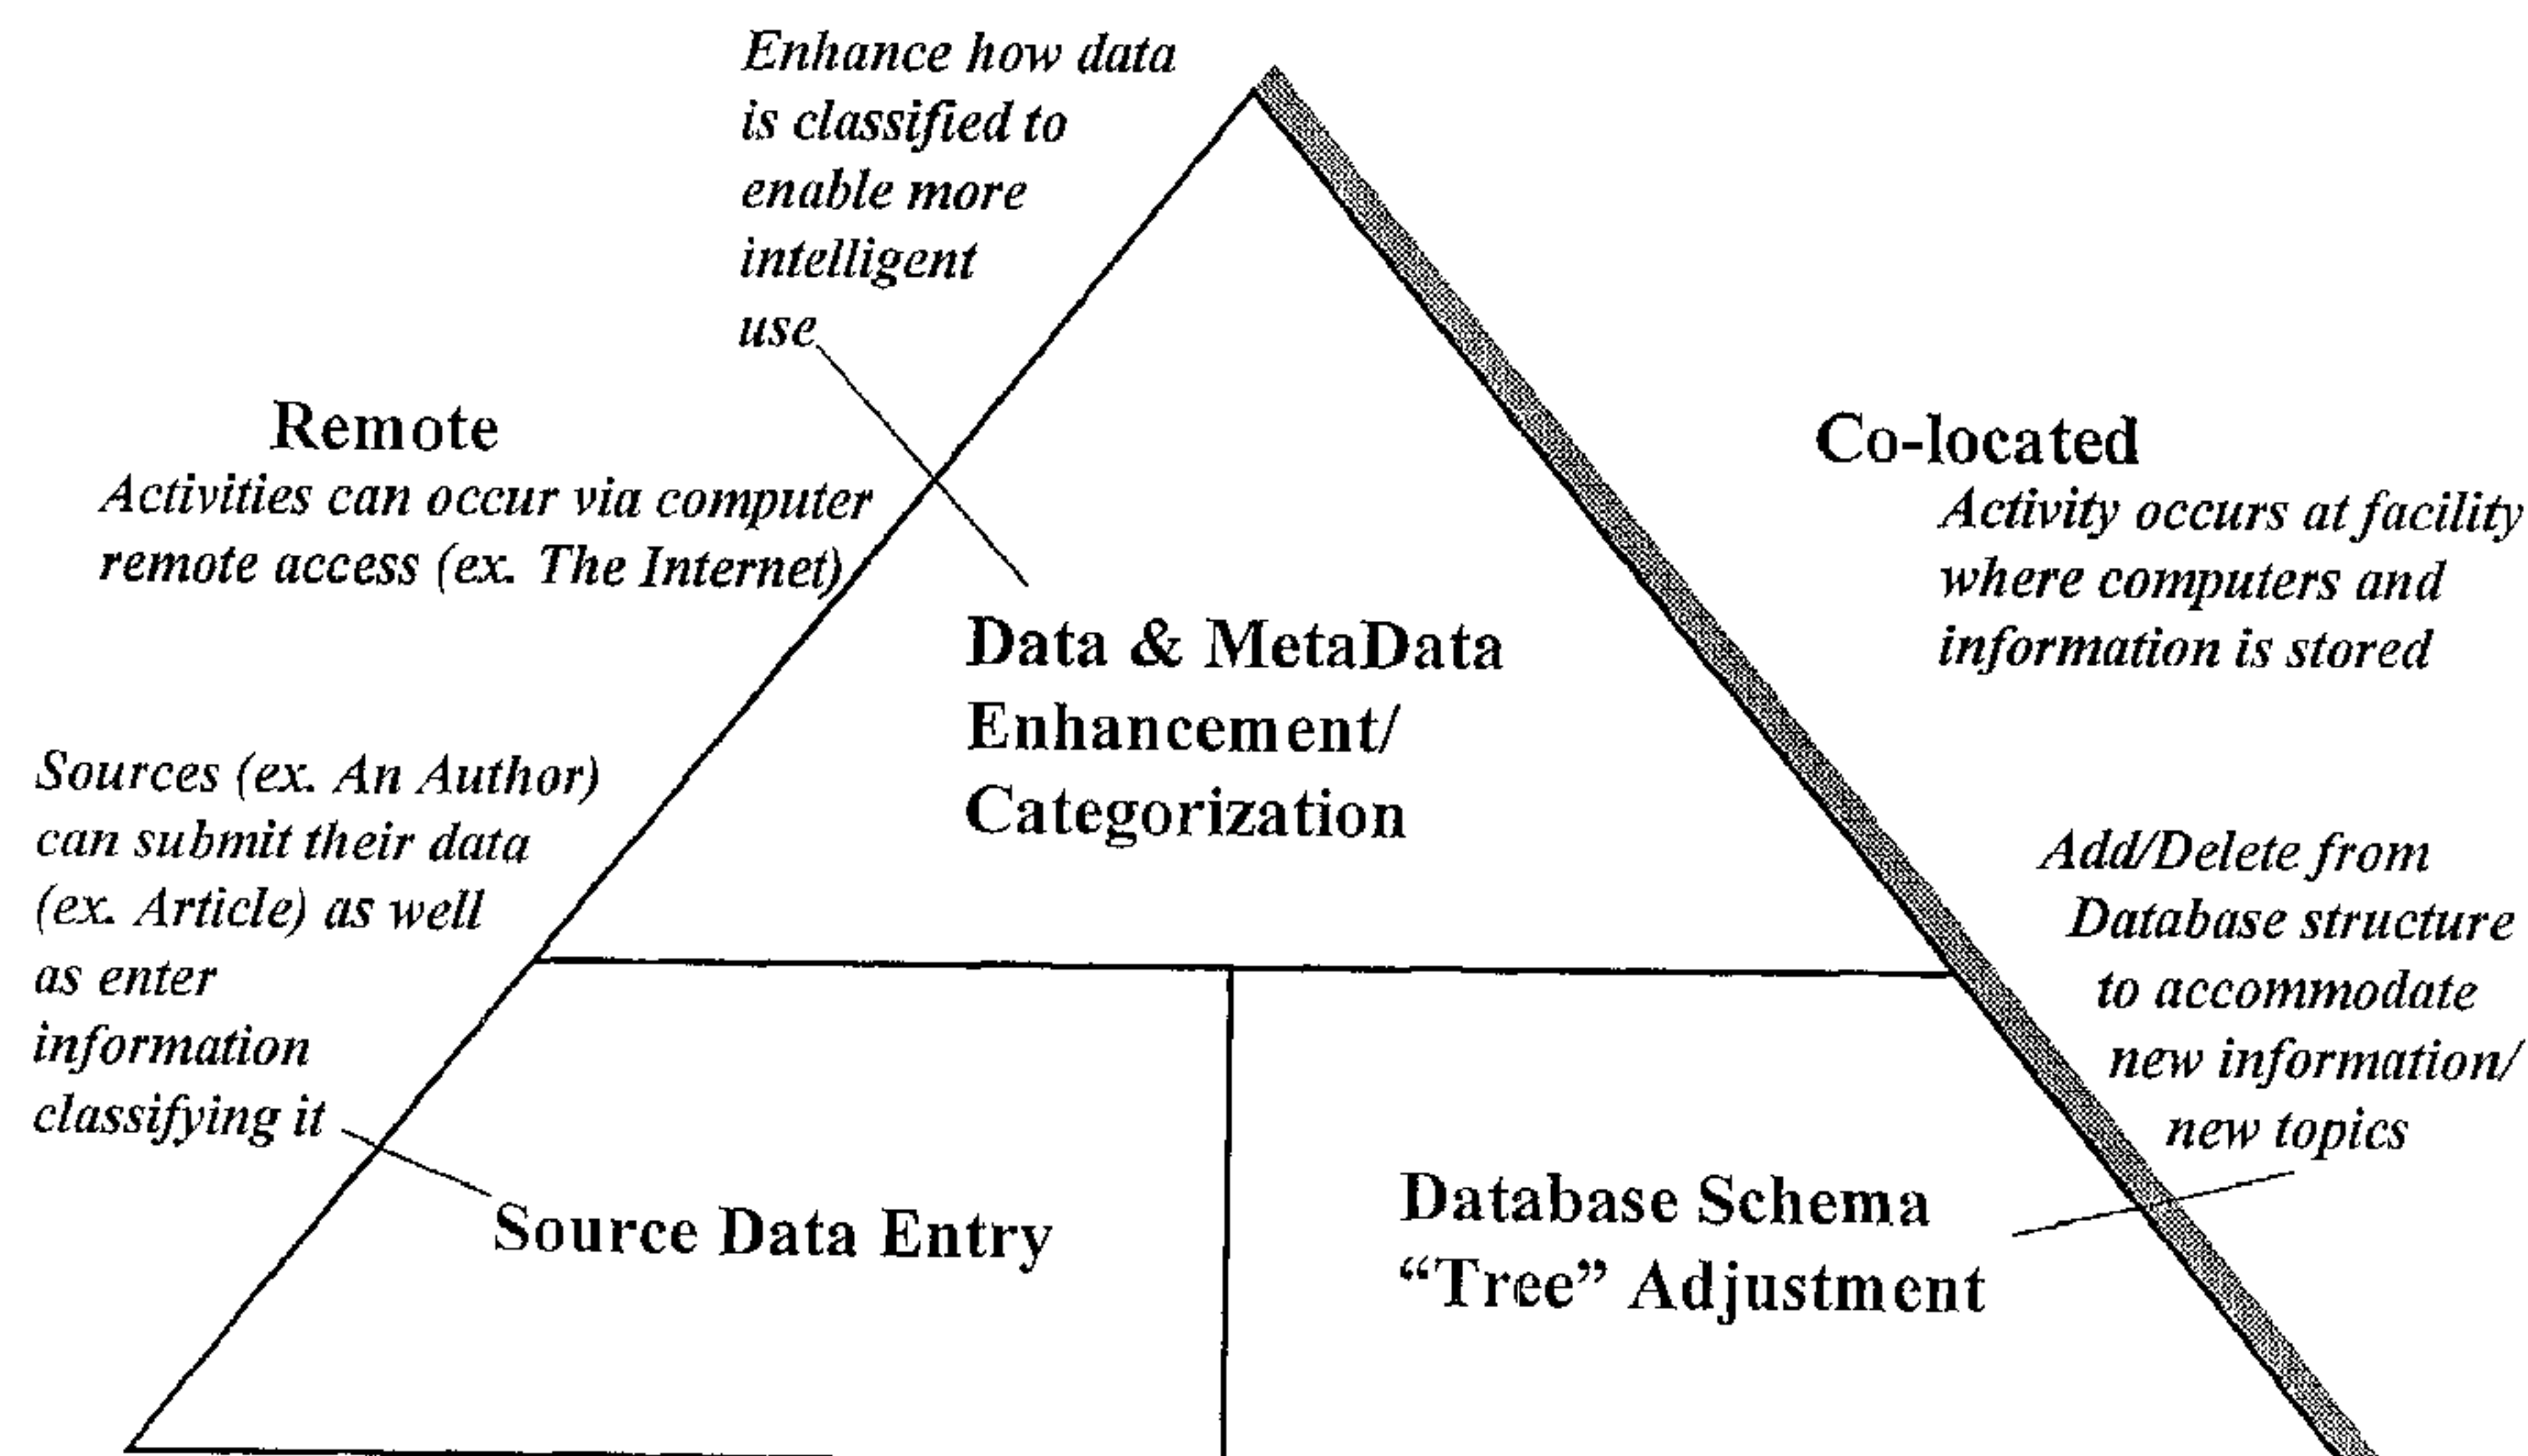 Enhance how data
is classified to
enable more
intelligent
use
Remote
Activities can occur via computer
remote access (ex. The Internet)
Co-located
Activity occurs at facility
where computers and
information is stored
Data & MetaData
Enhancement/
Categorization
Sources (ex. An Author)
can submit their data
(ex. Article) as well
as enter
information
classifying it
Add/Delete from
Database structure
to accommodate
new information/
new topics
Source Data Entry
Database Schema
“Tree” Adjustment